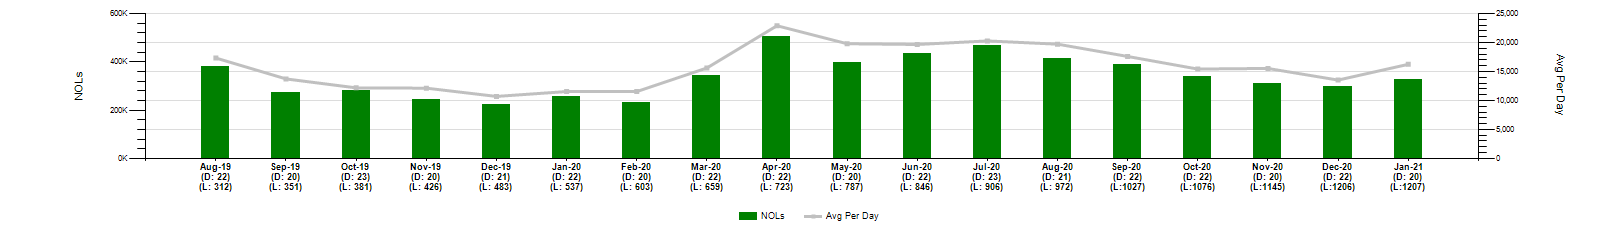 600K
400K
200K
0K
NOLs
25,000
20,000
15,000
10,000
5,000
0
Avg Per Day
Aug-19 Sep-19 Oct-19 Nov-19 Dec-19 Jan-20 Feb-20 Mar-20 Apr-20 May-20 Jun-20 Jul-20 Aug-20 Sep-20 Oct-20 Nov-20 Dec-20 Jan-21
(D: 22) (D: 20) (D: 23) (D: 20) (D: 21) (D: 22) (D: 20) (D: 22) (D: 22) (D: 20) (D: 22) (D: 23) (D: 21) (D: 22) (D: 22) (D: 20) (D: 22) (D: 20)
(L: 312) (L: 351) (L: 381) (L: 426) (L: 483) (L: 537) (L: 603) (L: 659) (L: 723) (L: 787) (L: 846) (L: 906) (L: 972) (L:1027) (L:1076) (L:1145) (L:1206) (L:1207)
NOLs Avg Per Day